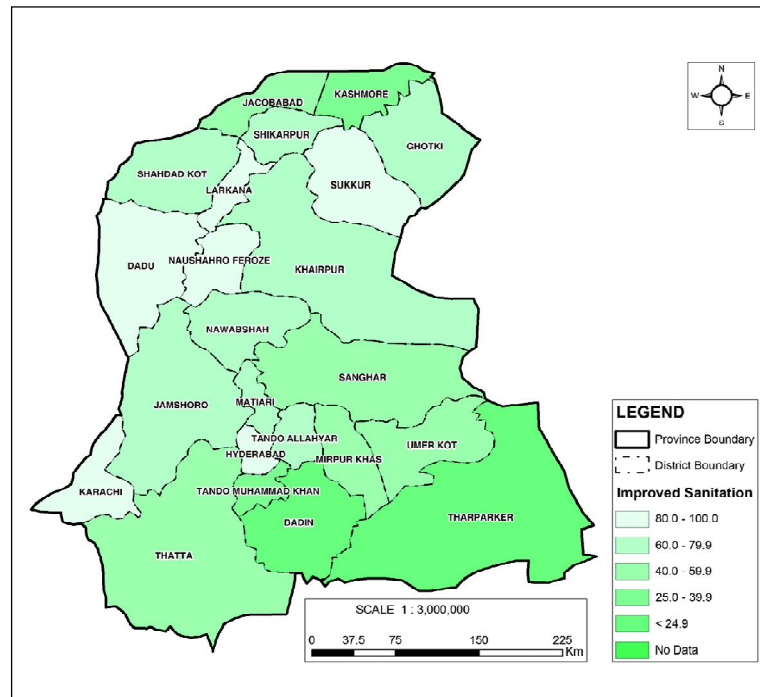 N
W E
S
KASHMORE
JACOBABAD
SHIKARPUR
GHOTKI
SHAHDAD KOT
LARKANA
SUKKUR
DADU
NAUSHAHRO FEROZE
KHAIRPUR
NAWABSHAH
SANGHAR
JAMSHORO
MATIARI
TANDO ALLAHYAR
UMER KOT
HYDERABAD
MIRPUR KHAS
KARACHI
TANDO MUHAMMAD KHAN
DADIN
THARPARKER
THATTA
LEGEND
Province Boundary
District Boundary
Improved Sanitation
80.0 - 100.0
60.0 - 79.9
40.0 - 59.9
25.0 - 39.9
< 24.9
No Data
SCALE 1 : 3,000,000
0 37.5 75 150 225
Km